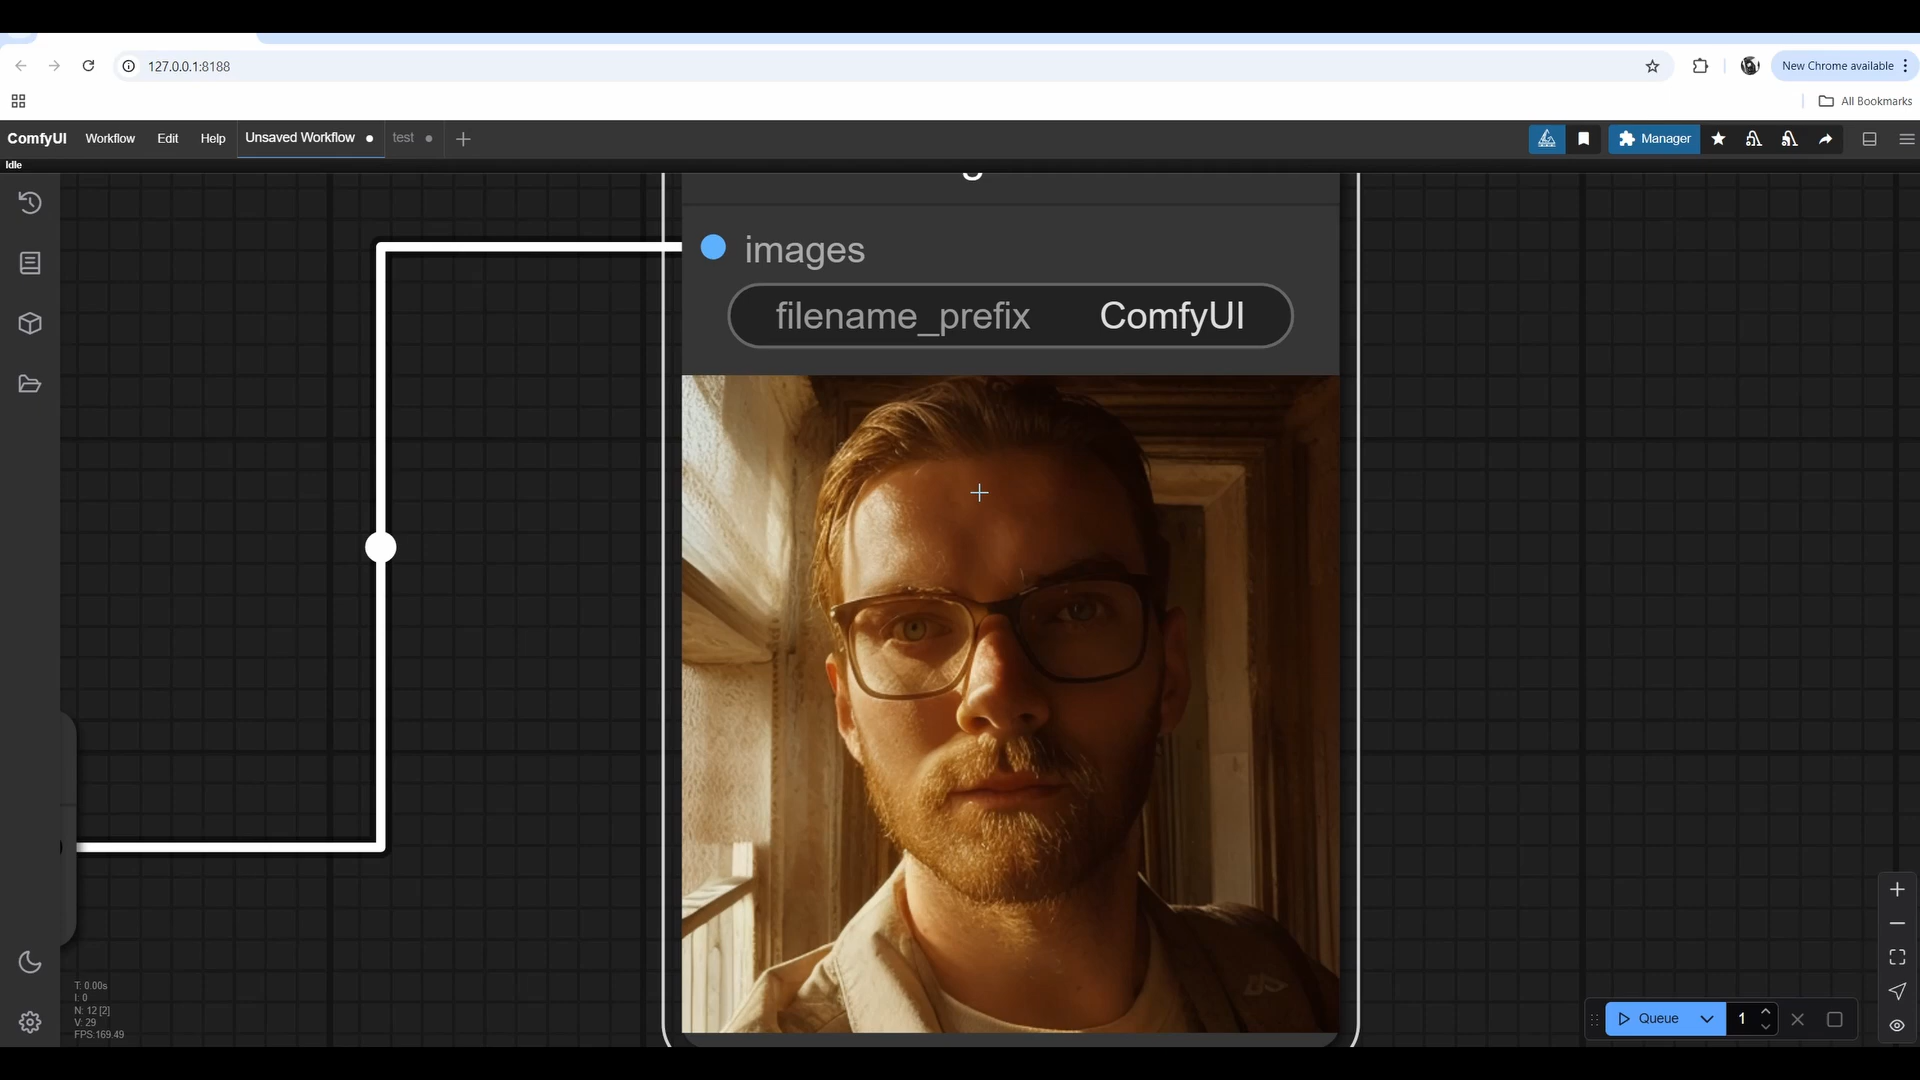 127.0.0.1:8188
New Chrome available
All Bookmarks
ComfyUI Workflow Edit Help Unsaved Workflow test Manager
Idle
images
filename_prefix ComfyUI
T: 0.00s
I: 0
N: 12 [2]
V: 29
FPS:169.49
Queue 1